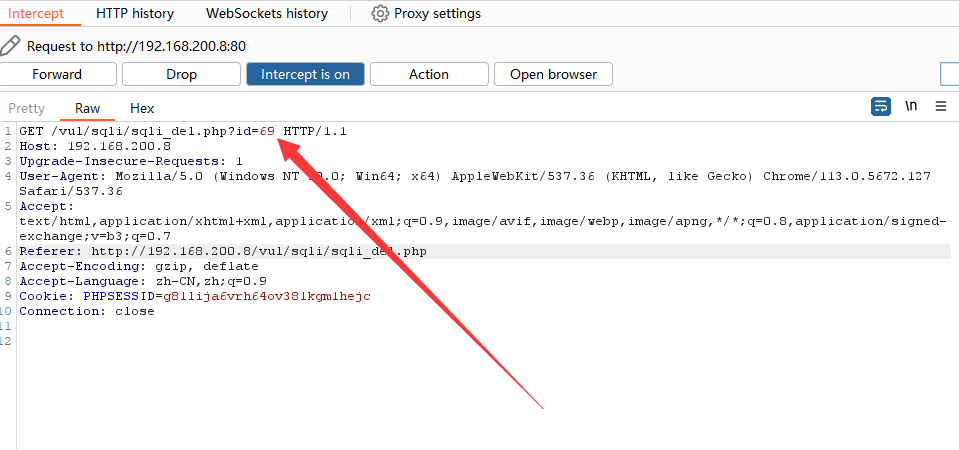 Intercept HTTP history WebSockets history Proxy settings
Request to http://192.168.200.8:80
Forward Drop Intercept is on Action Open browser
Pretty Raw Hex \n
1 GET /vul/sqli/sqli_del.php?id=69 HTTP/1.1
2 Host: 192.168.200.8
3 Upgrade-Insecure-Requests: 1
4 User-Agent: Mozilla/5.0 (Windows NT 10.0; Win64; x64) AppleWebKit/537.36 (KHTML, like Gecko) Chrome/113.0.5672.127
Safari/537.36
5 Accept:
text/html,application/xhtml+xml,application/xml;q=0.9,image/avif,image/webp,image/apng,*/*;q=0.8,application/signed-
exchange;v=b3;q=0.7
6 Referer: http://192.168.200.8/vul/sqli/sqli_del.php
7 Accept-Encoding: gzip, deflate
8 Accept-Language: zh-CN,zh;q=0.9
9 Cookie: PHPSESSID=g811ija6vrh64ov381kgm1hejc
10 Connection: close
11
12